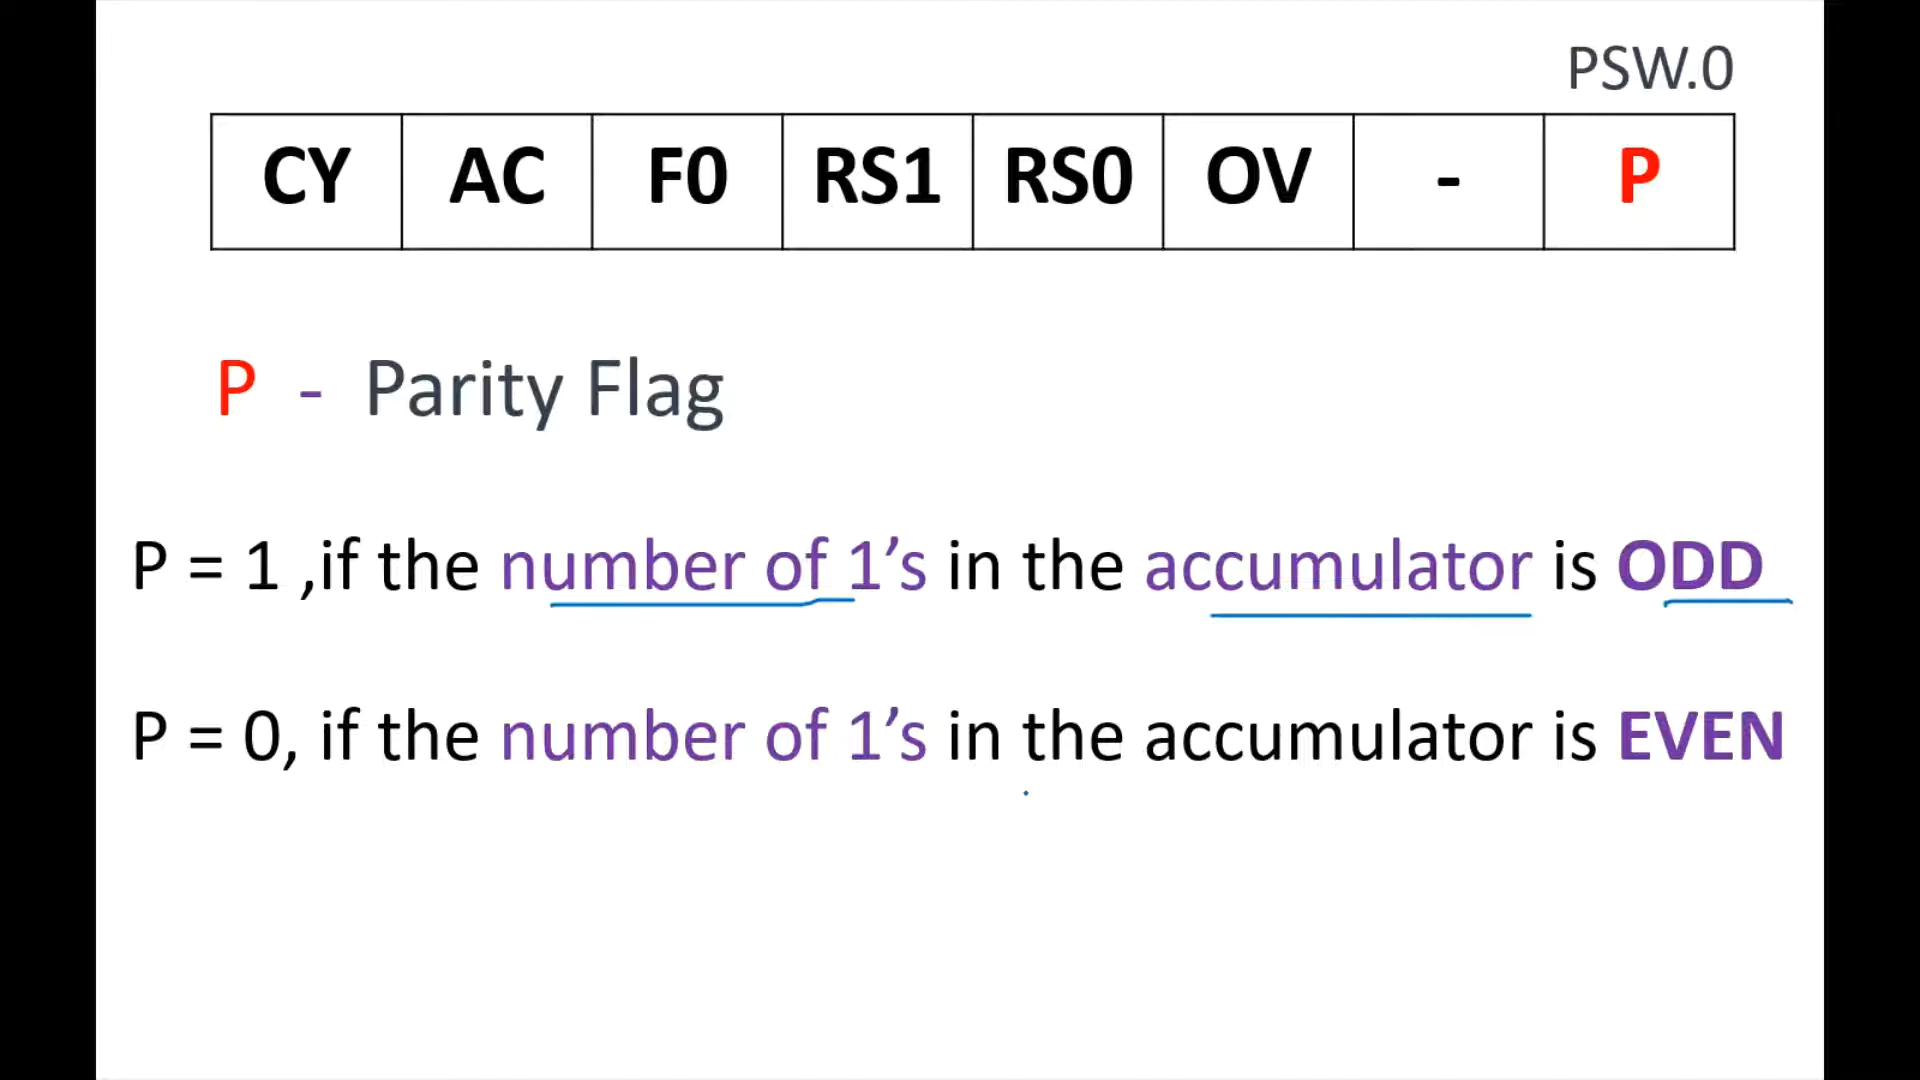 PSW.0
CY AC F0 RS1 RS0 OV - P
P - Parity Flag
P = 1 ,if the number of 1’s in the accumulator is ODD
P = 0, if the number of 1’s in the accumulator is EVEN